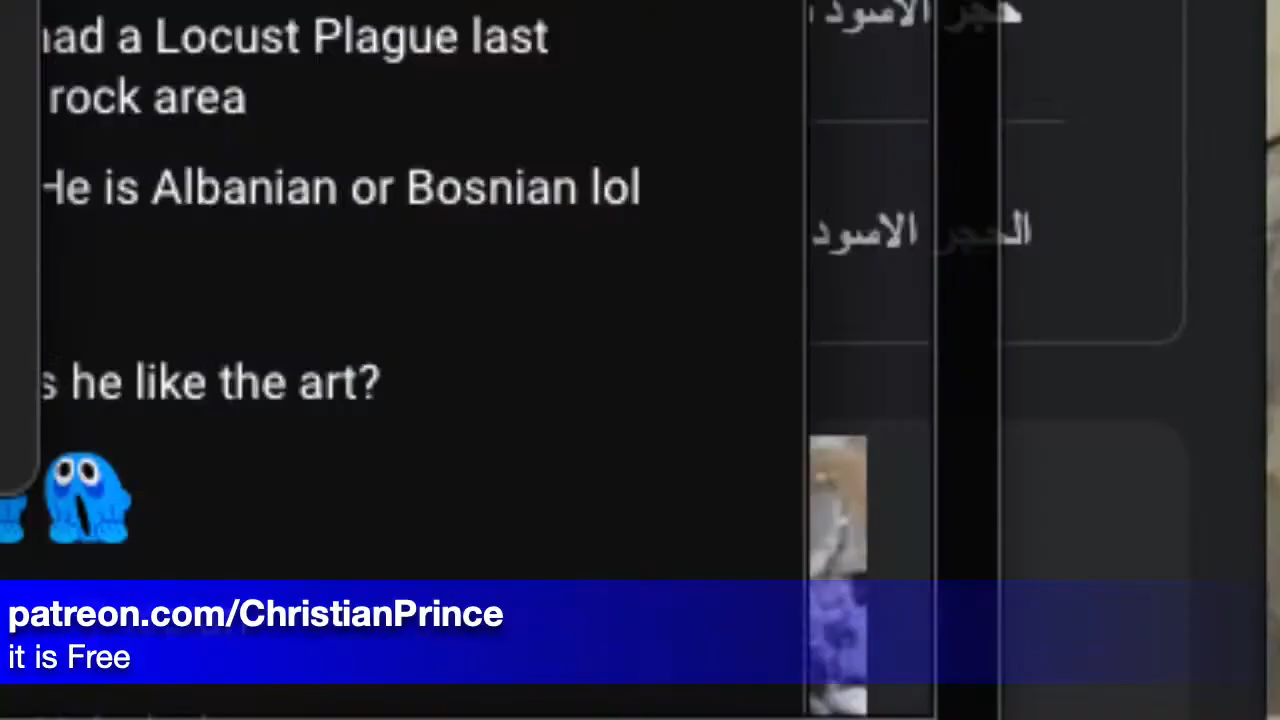 had a Locust Plague last
rock area
He is Albanian or Bosnian lol
s he like the art?
حجر الاسود
الحجر الاسود
patreon.com/ChristianPrince
it is Free